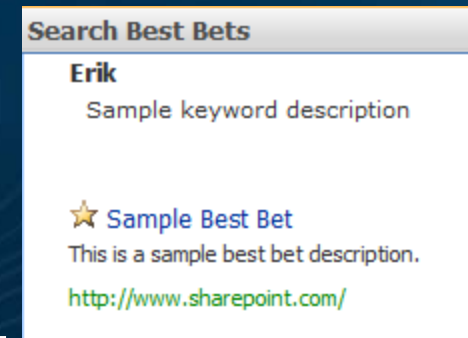 Search Best Bets
Erik
Sample keyword description
Sample Best Bet
This is a sample best bet description.
http://www.sharepoint.com/